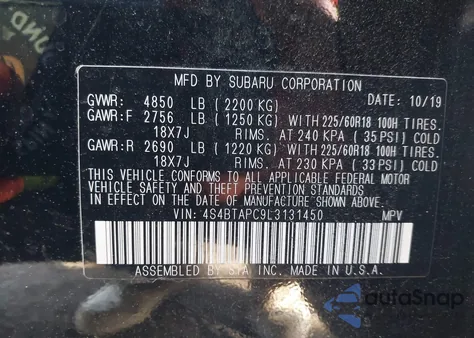 MFD. BY SUBARU CORPORATION
GVWR: 4850 LB (2200 KG) DATE: 10/19
GAWR:F 2756 LB (1250 KG) WITH 225/60R18 100H TIRES.
18X7J RIMS. AT 240 KPA (35 PSI) COLD
GAWR:R 2690 LB (1220 KG) WITH 225/60R18 100H TIRES.
18X7J RIMS. AT 230 KPA (33 PSI) COLD
THIS VEHICLE CONFORMS TO ALL APPLICABLE FEDERAL MOTOR
VEHICLE SAFETY AND THEFT PREVENTION STANDARDS
IN EFFECT ON THE DATE OF MANUFACTURE SHOWN ABOVE.
VIN: 4S4BTAPC9L3131450 MPV
ASSEMBLED BY SIA INC. MADE IN U.S.A.
autoSnap